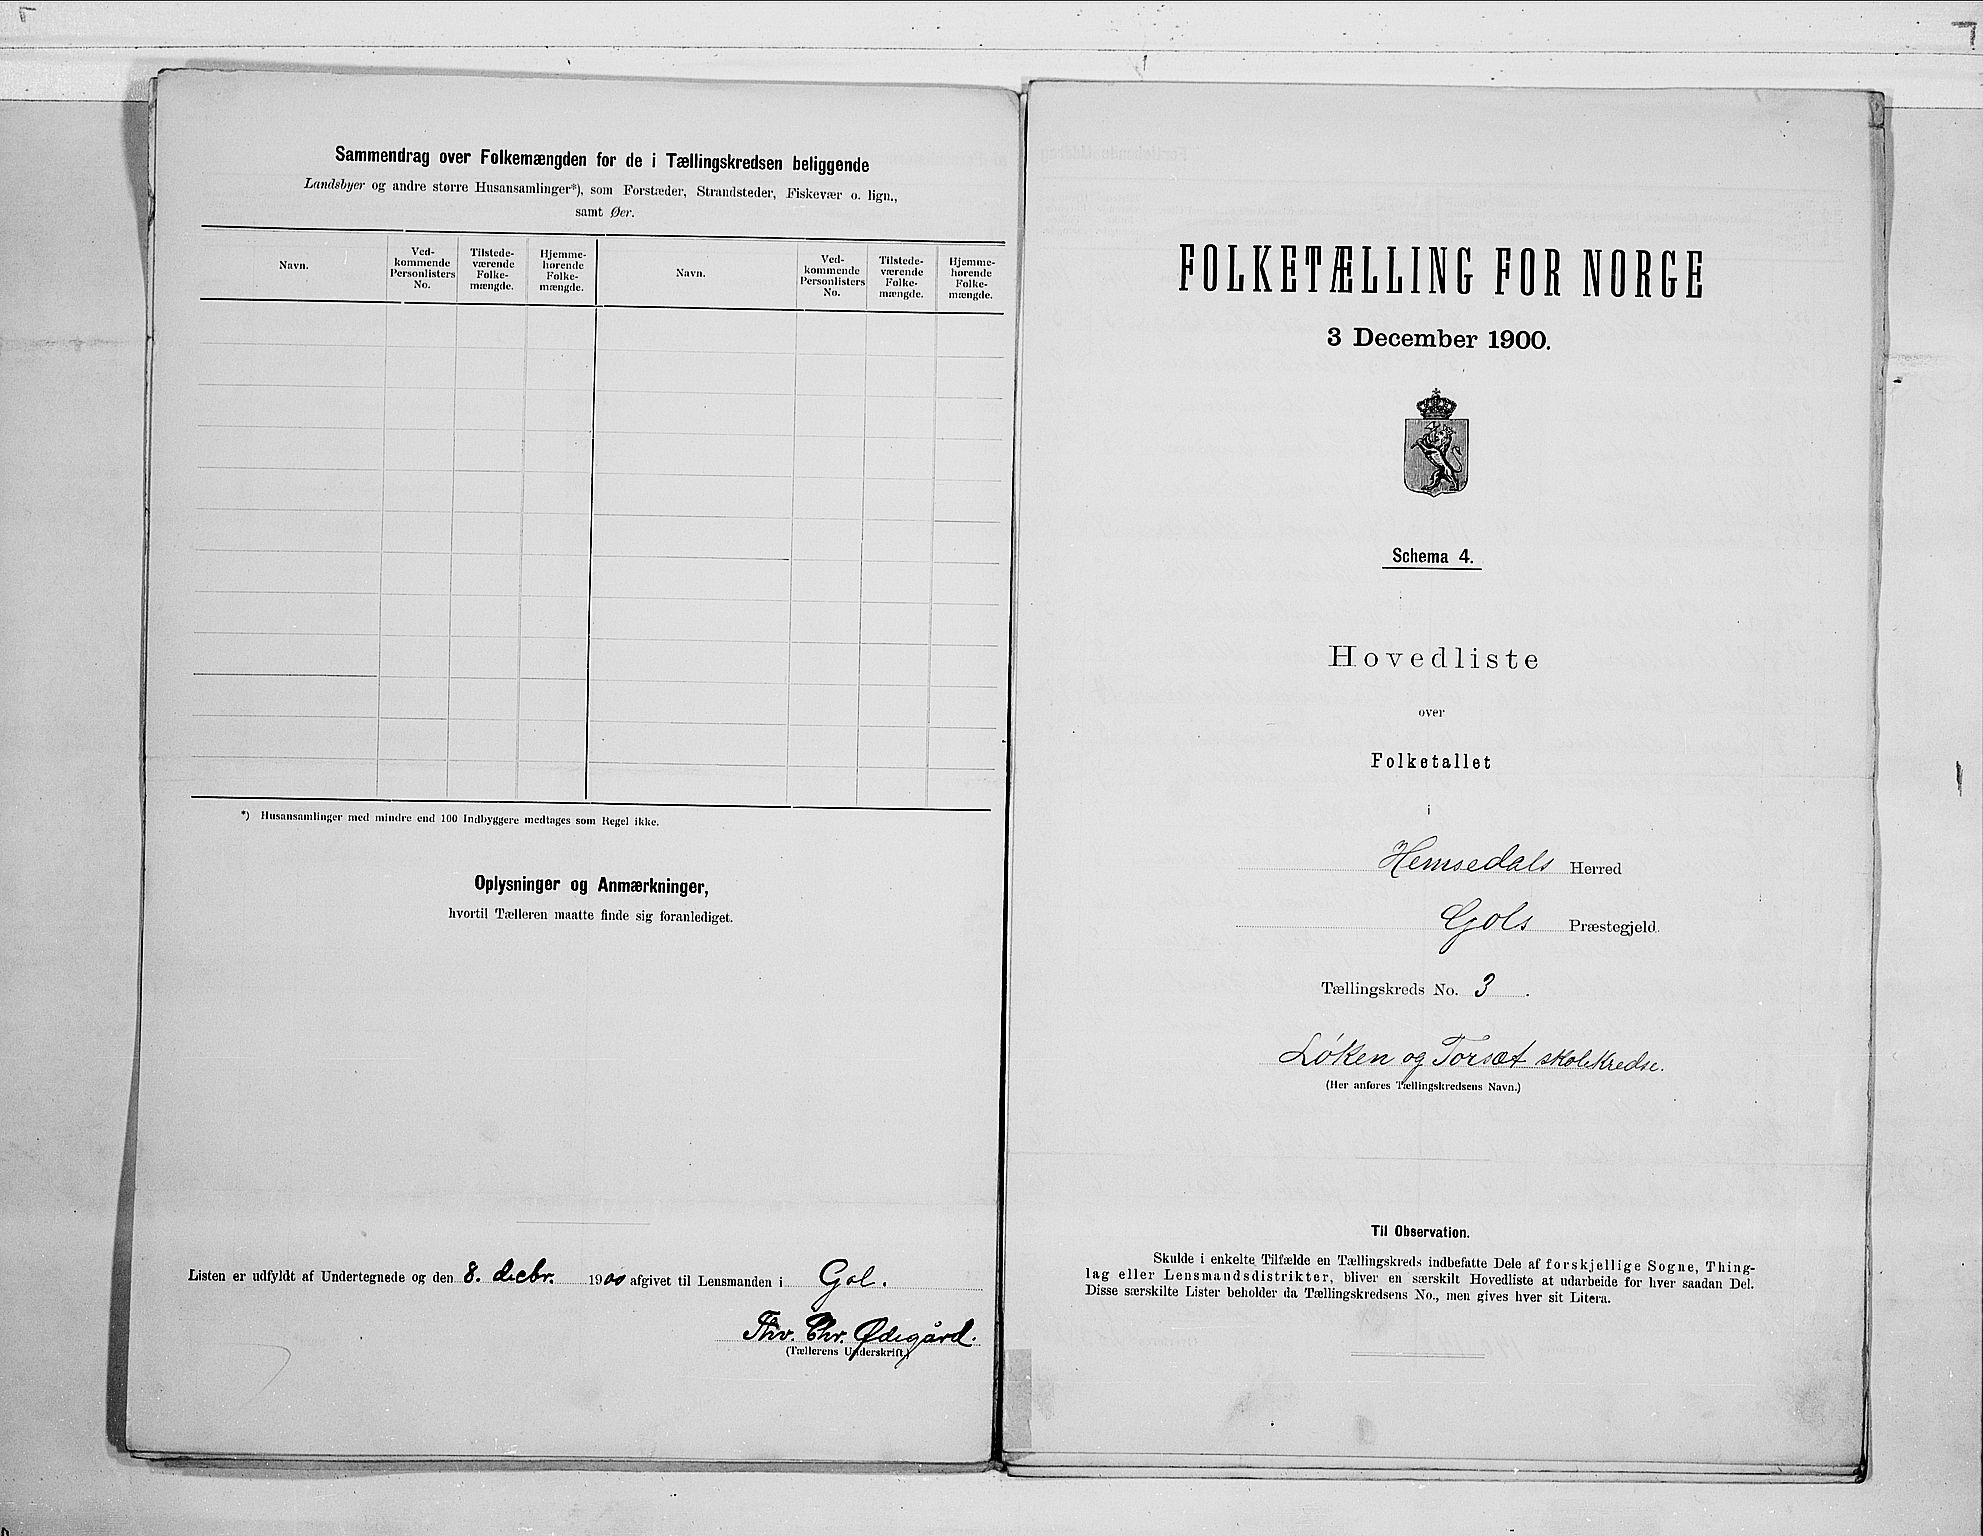 Sammendrag over Folkemængden for de i Tællingskredsen beliggende
Landsbyer og andre større Husansamlinger*), som Forstæder, Strandsteder, Fiskevær o. lign.,
samt Øer.
Navn.
Ved-
kommende
Personlisters
No.
Tilstede-
værende
Folke-
mængde.
Hjemme-
hørende
Folke-
mængde.
Navn.
Ved-
kommende
Personlisters
No.
Tilstede-
værende
Folke-
mængde.
Hjemme-
hørende
Folke-
mængde.
*) Husansamlinger med mindre end 100 Indbyggere medtages som Regel ikke.
Oplysninger og Anmærkninger,
hvortil Tælleren maatte finde sig foranlediget.
Listen er udfyldt af Undertegnede og den 8. decbr. 1900 afgivet til Lensmanden i Gol.
Thv. Chr. Ødegård.
(Tællerens Underskrift.)
FOLKETÆLLING FOR NORGE
3 December 1900.
Schema 4.
Hovedliste
over
Folketallet
i
Hemsedals Herred
Gols Præstegjeld.
Tællingskreds No. 3.
Løken og Torsæt skolekredse.
(Her anføres Tællingskredsens Navn.)
Til Observation.
Skulde i enkelte Tilfælde en Tællingskreds indbefatte Dele af forskjellige Sogne, Thing-
lag eller Lensmandsdistrikter, bliver en særskilt Hovedliste at udarbeide for hver saadan Del.
Disse særskilte Lister beholder da Tællingskredsens No., men gives hver sit Litera.